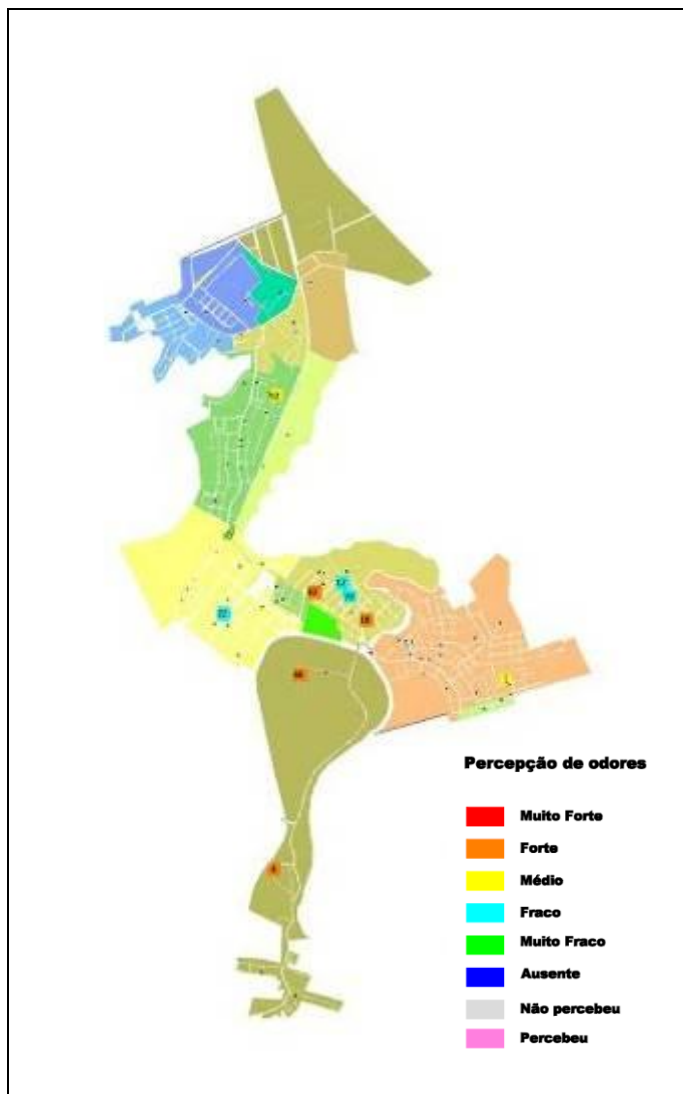 Percepção de odores
Muito Forte
Forte
Médio
Fraco
Muito Fraco
Ausente
Não percebeu
Percebeu